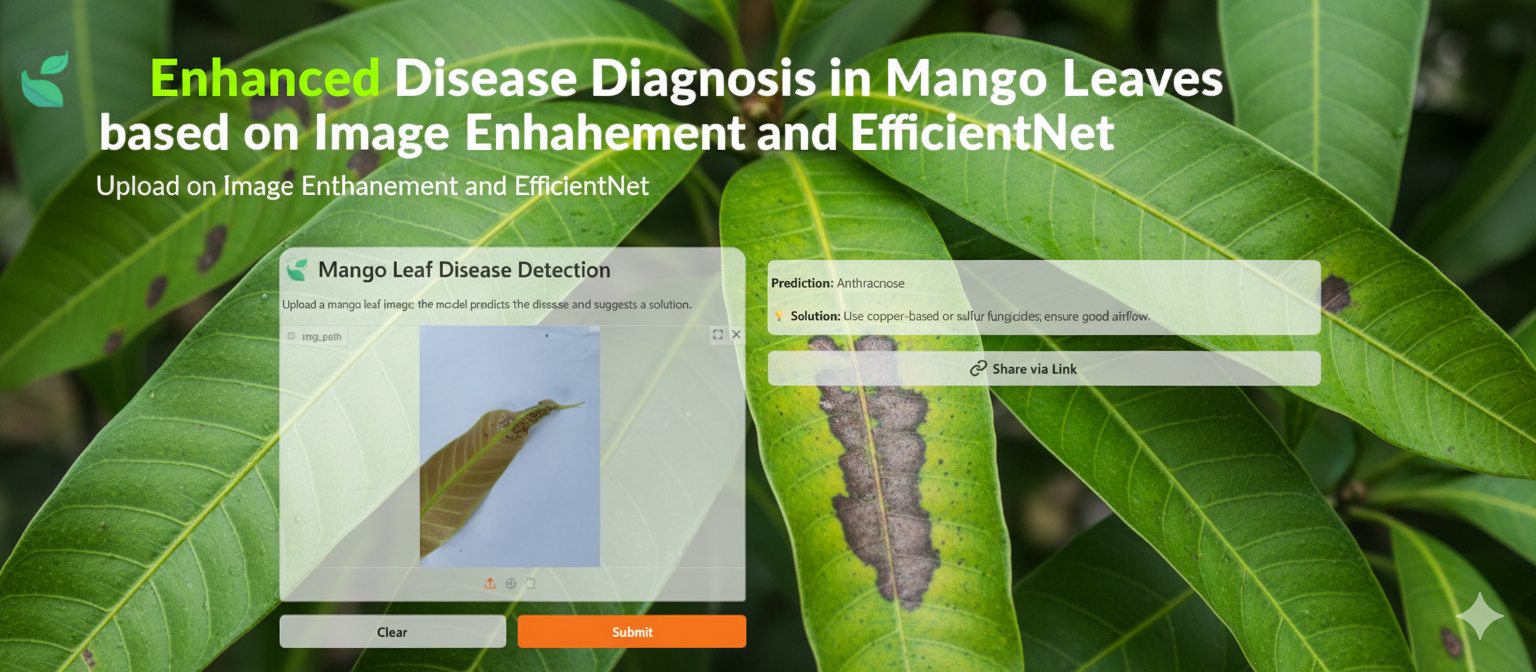 Enhanced Disease Diagnosis in Mango Leaves
based on Image Enhahement and EfficientNet
Upload on Image Enthanement and EfficientNet
Mango Leaf Disease Detection
Upload a mango leaf image: the model predicts the disssse and suggests a solution.
img_peth
Clear
Submit
Prediction: Anthracnose
Solution: Use copper-based or sulfur fungicides; ensure good airflow.
Share via Link